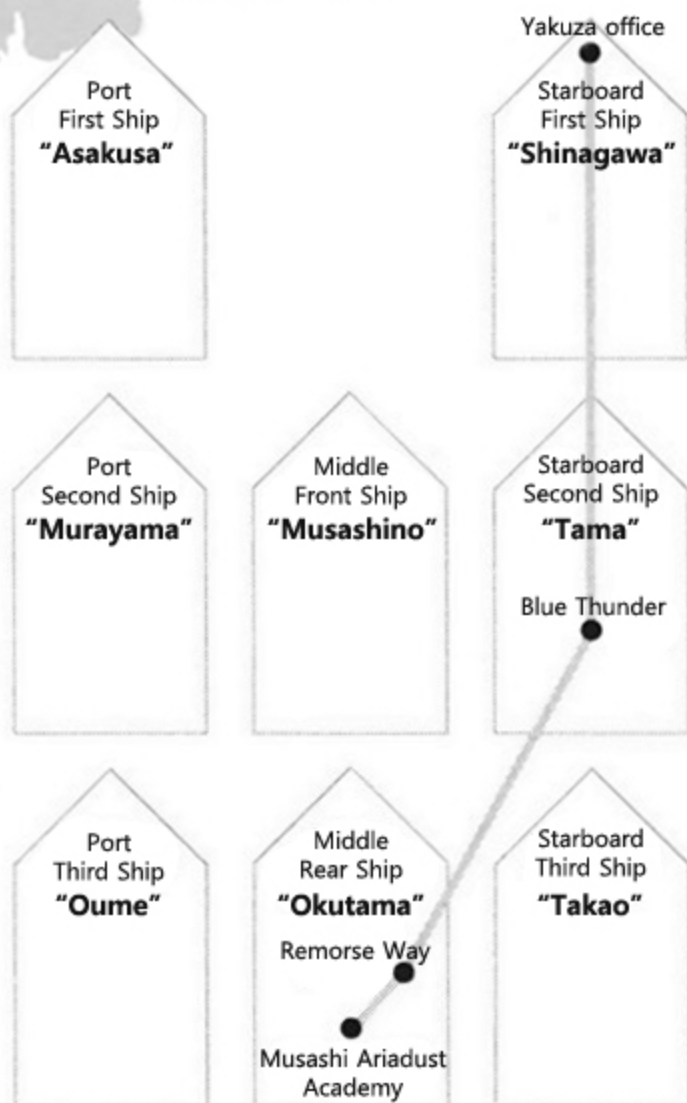 Yakuza office
Port
First Ship
“Asakusa”
Starboard
First Ship
“Shinagawa”
Port
Second Ship
“Murayama”
Middle
Front Ship
“Musashino”
Starboard
Second Ship
“Tama”
Blue Thunder
Port
Third Ship
“Oume”
Middle
Rear Ship
“Okutama”
Starboard
Third Ship
“Takao”
Remorse Way
Musashi Ariadust
Academy